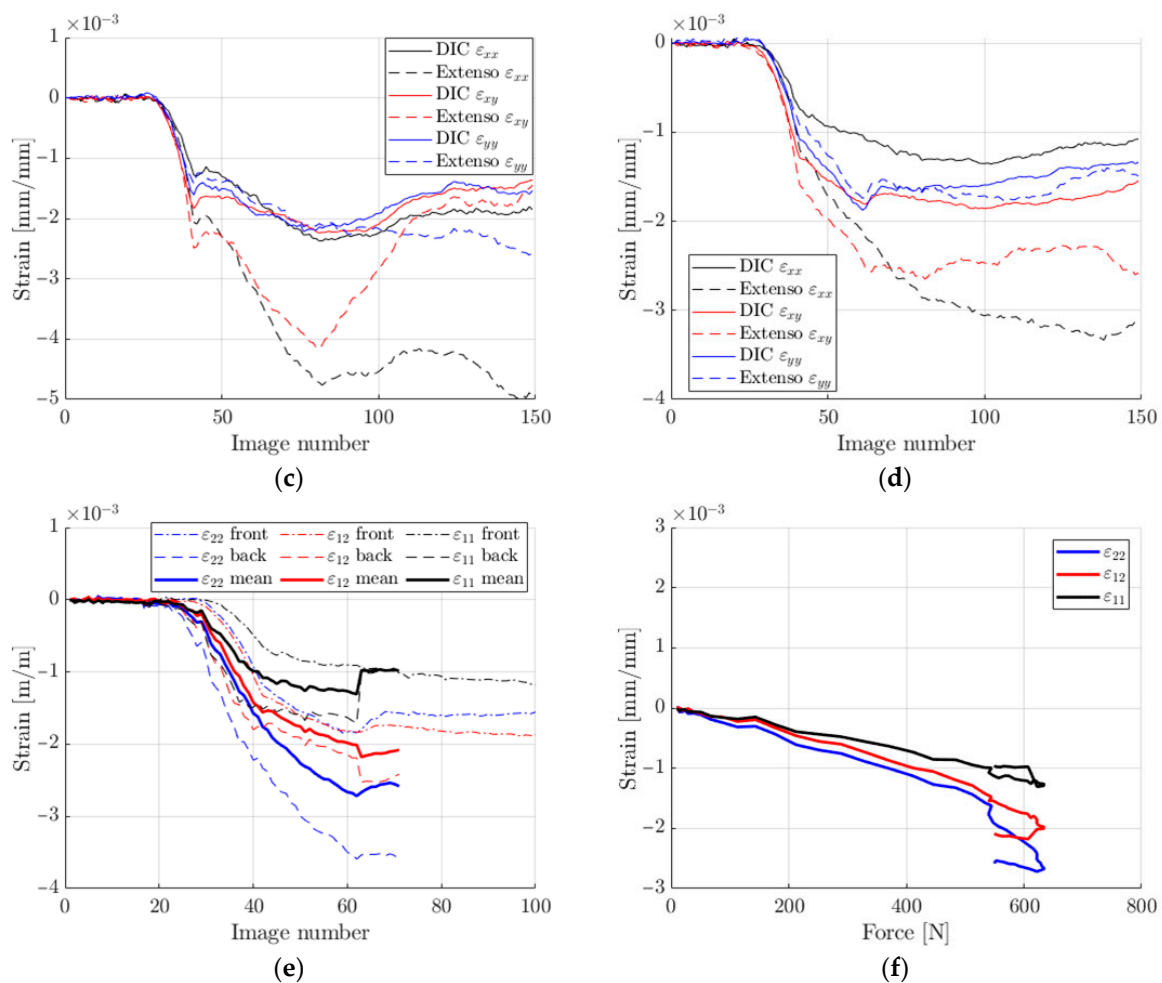 ×10⁻³
1
0
−1
−2
−3
−4
−5
Strain [mm/mm]
0
50
100
150
Image number
DIC εxx
Extenso εxx
DIC εxy
Extenso εxy
DIC εyy
Extenso εyy
(c)
×10⁻³
0
−1
−2
−3
−4
Strain [mm/mm]
0
50
100
150
Image number
DIC εxx
Extenso εxx
DIC εxy
Extenso εxy
DIC εyy
Extenso εyy
(d)
×10⁻³
1
0
−1
−2
−3
−4
Strain [m/m]
0
20
40
60
80
100
Image number
ε22 front ε12 front ε11 front
ε22 back ε12 back ε11 back
ε22 mean ε12 mean ε11 mean
(e)
×10⁻³
3
2
1
0
−1
−2
−3
Strain [mm/mm]
0
200
400
600
800
Force [N]
ε22
ε12
ε11
(f)